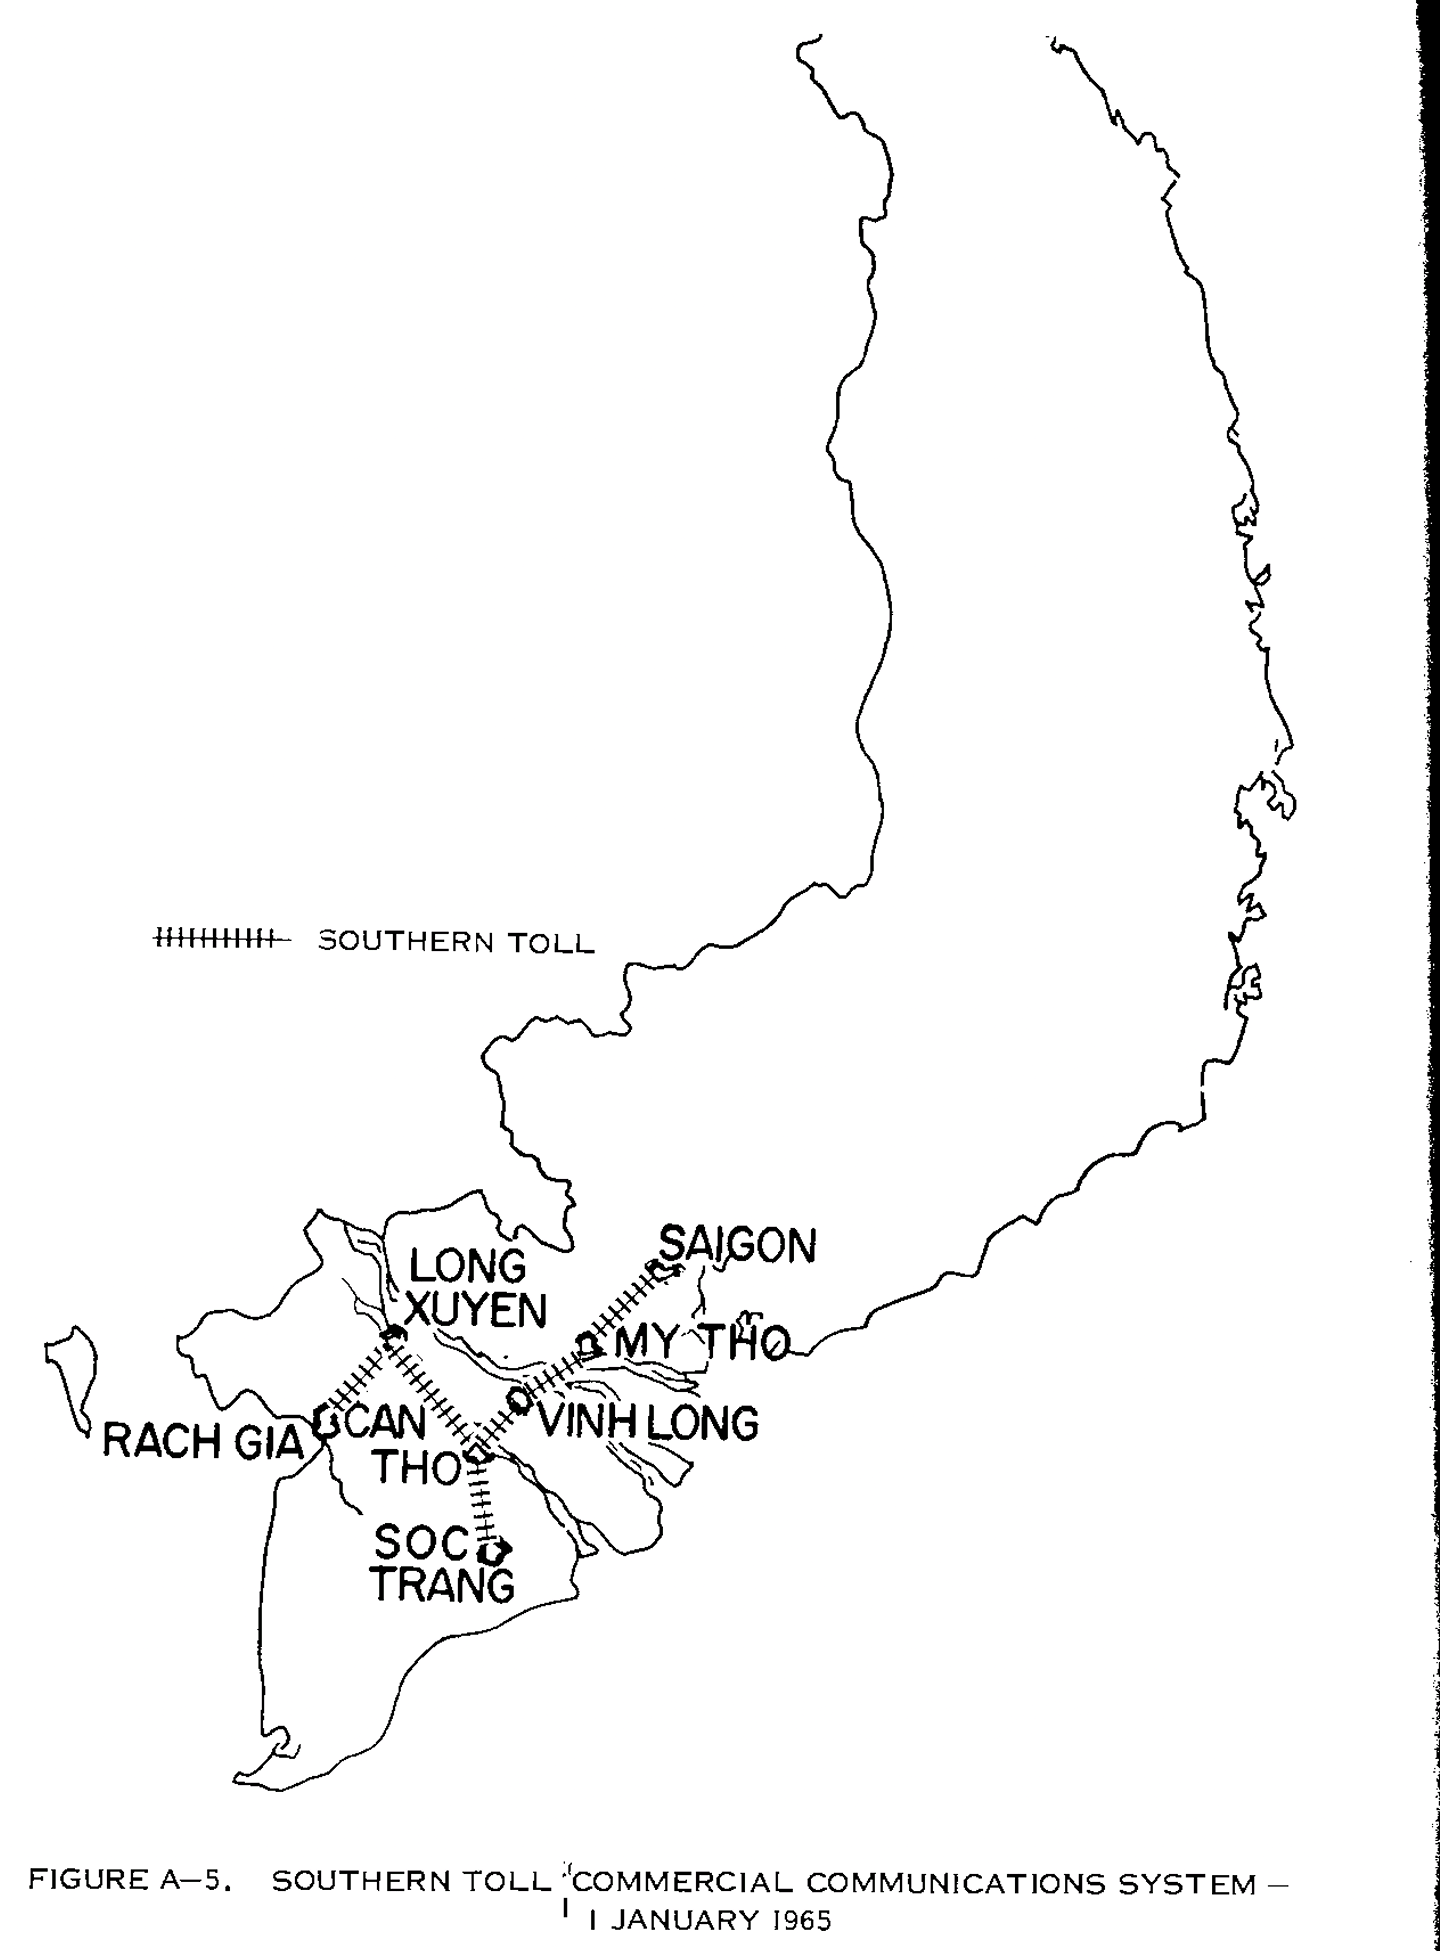 SOUTHERN TOLL
SAIGON
LONG
XUYEN
MY THO
RACH GIA
CAN
THO
VINH LONG
SOC
TRANG
FIGURE A-5. SOUTHERN TOLL COMMERCIAL COMMUNICATIONS SYSTEM —
1 JANUARY 1965